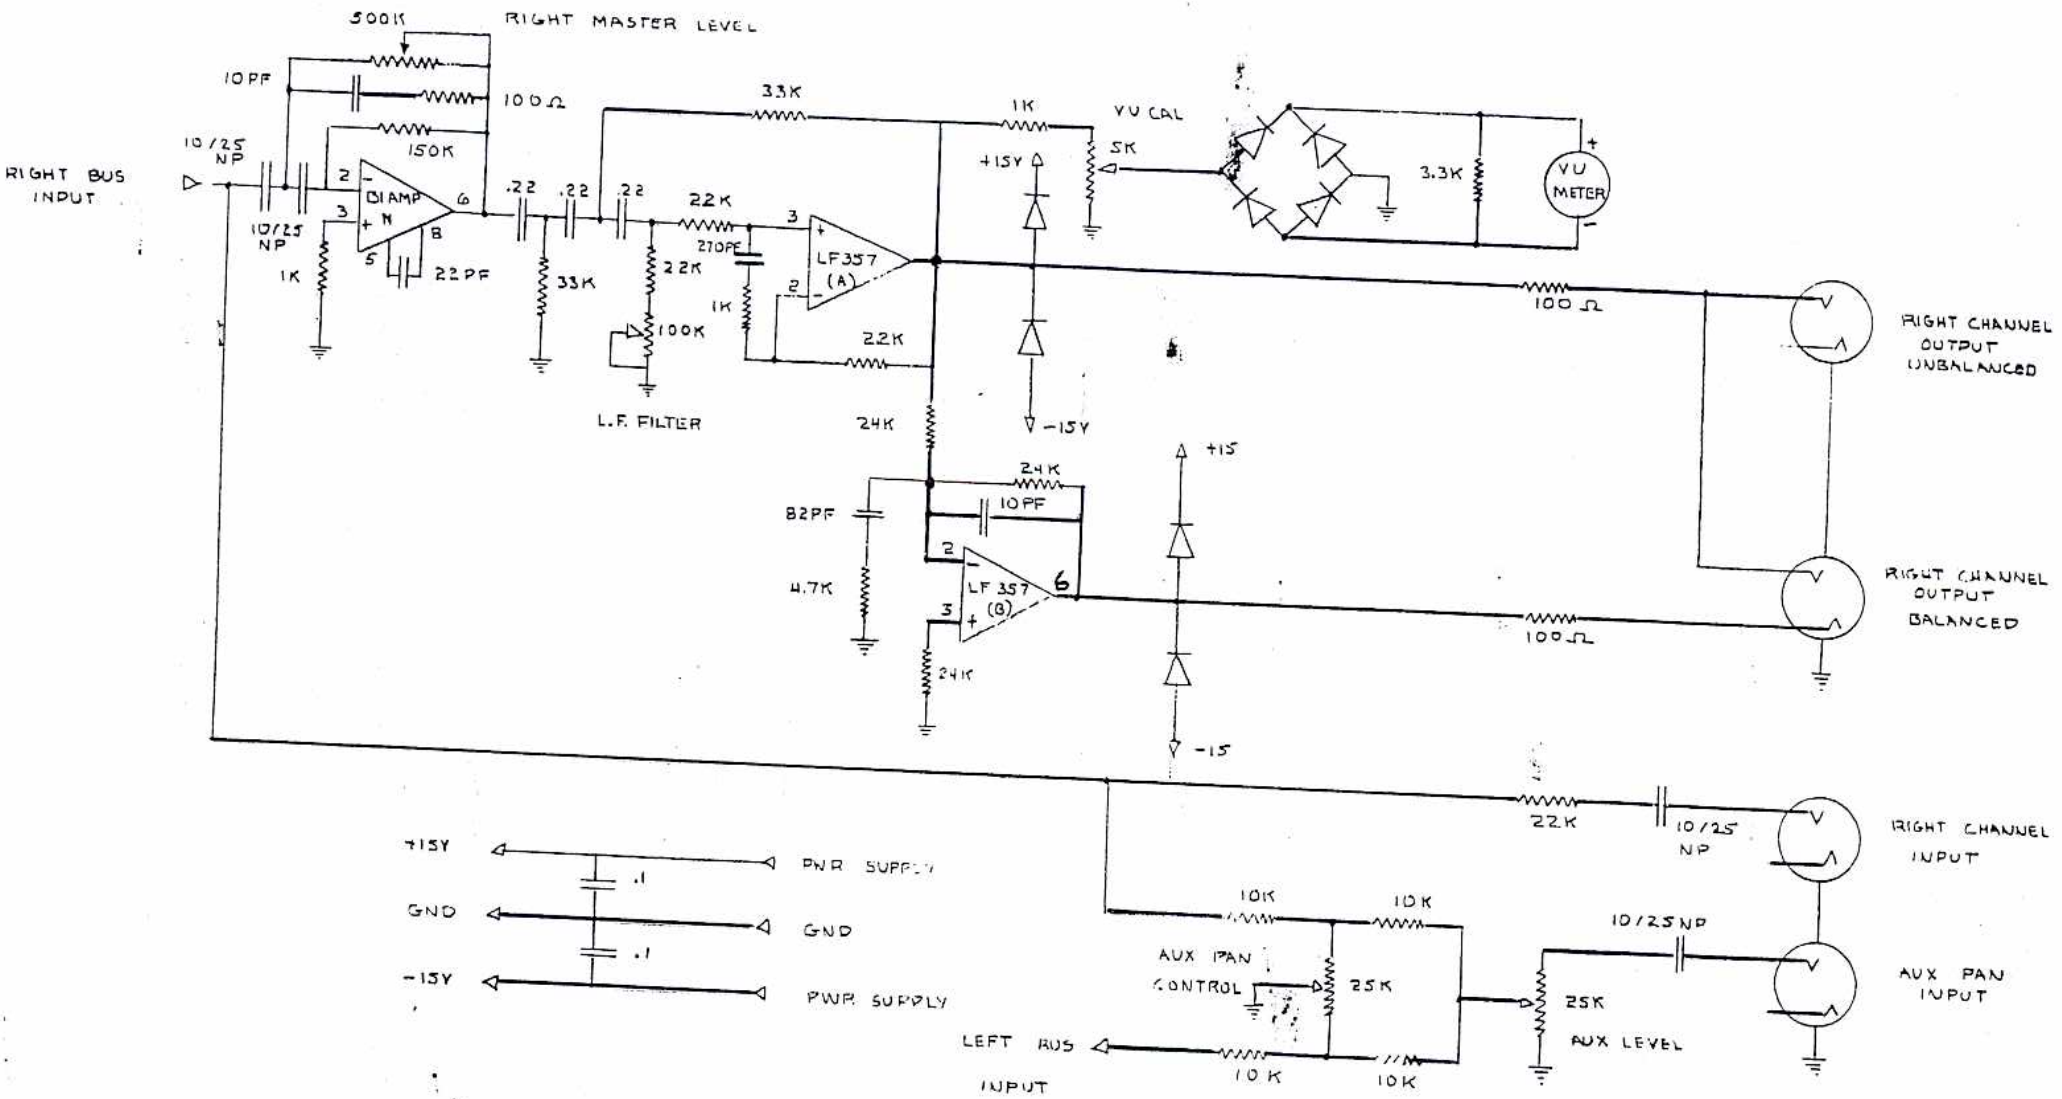 500K
RIGHT MASTER LEVEL
10PF
100Ω
150K
10/25
NP
RIGHT BUS
INPUT
10/25
NP
2
-
BIAMP
N
3
+
6
5
8
22PF
1K
.22
.22
.22
33K
33K
22K
270PF
22K
100K
L.F. FILTER
1K
3
+
LF357
(A)
2
-
22K
1K
VU CAL
5K
+15V
-15V
3.3K
+
VU
METER
-
100Ω
RIGHT CHANNEL
OUTPUT
UNBALANCED
24K
24K
10PF
82PF
4.7K
2
-
LF357
(B)
3
+
6
24K
+15
-15
100Ω
RIGHT CHANNEL
OUTPUT
BALANCED
22K
10/25
NP
RIGHT CHANNEL
INPUT
+15V
PWR SUPPLY
.1
GND
GND
.1
-15V
PWR SUPPLY
10K
10K
AUX PAN
CONTROL
25K
LEFT BUS
INPUT
10K
10K
10/25NP
25K
AUX LEVEL
AUX PAN
INPUT